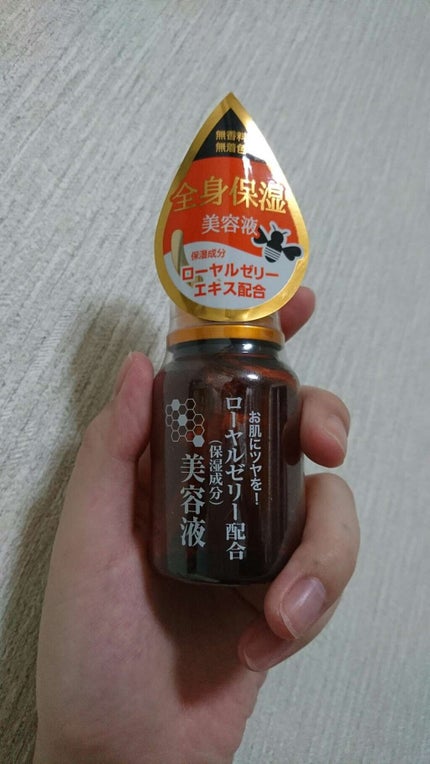 無香料
無着色
全身保湿
美容液
保湿成分
ローヤルゼリー
エキス配合
お肌にツヤを!
ローヤルゼリー配合
(保湿成分)
美容液